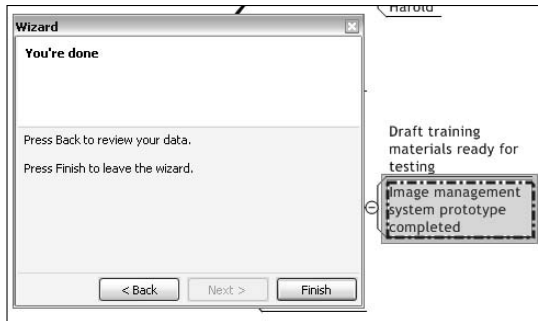 Wizard
Harold
You're done
Press Back to review your data.
Press Finish to leave the wizard.
< Back
Next >
Finish
Draft training
materials ready for
testing
Image management
system prototype
completed